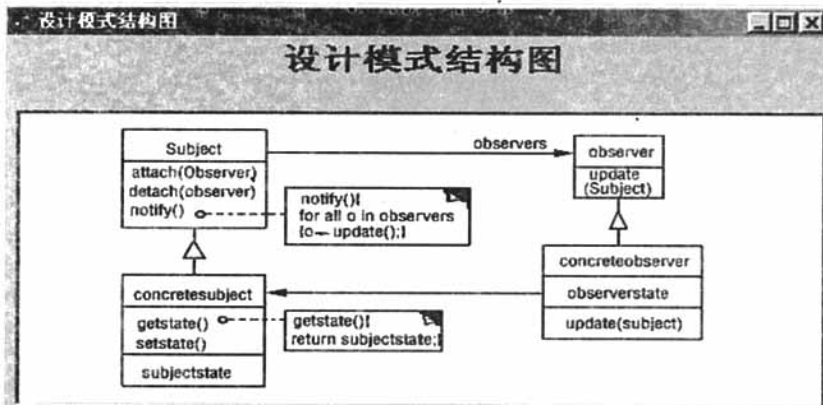 设计模式结构图
设计模式结构图
Subject
attach(Observer)
detach(observer)
notify()
observers
observer
update
(Subject)
notify(){
for all o in observers
{o—update();}
concretesubject
getstate()
setstate()
subjectstate
getstate(){
return subjectstate;}
concreteobserver
observerstate
update(subject)